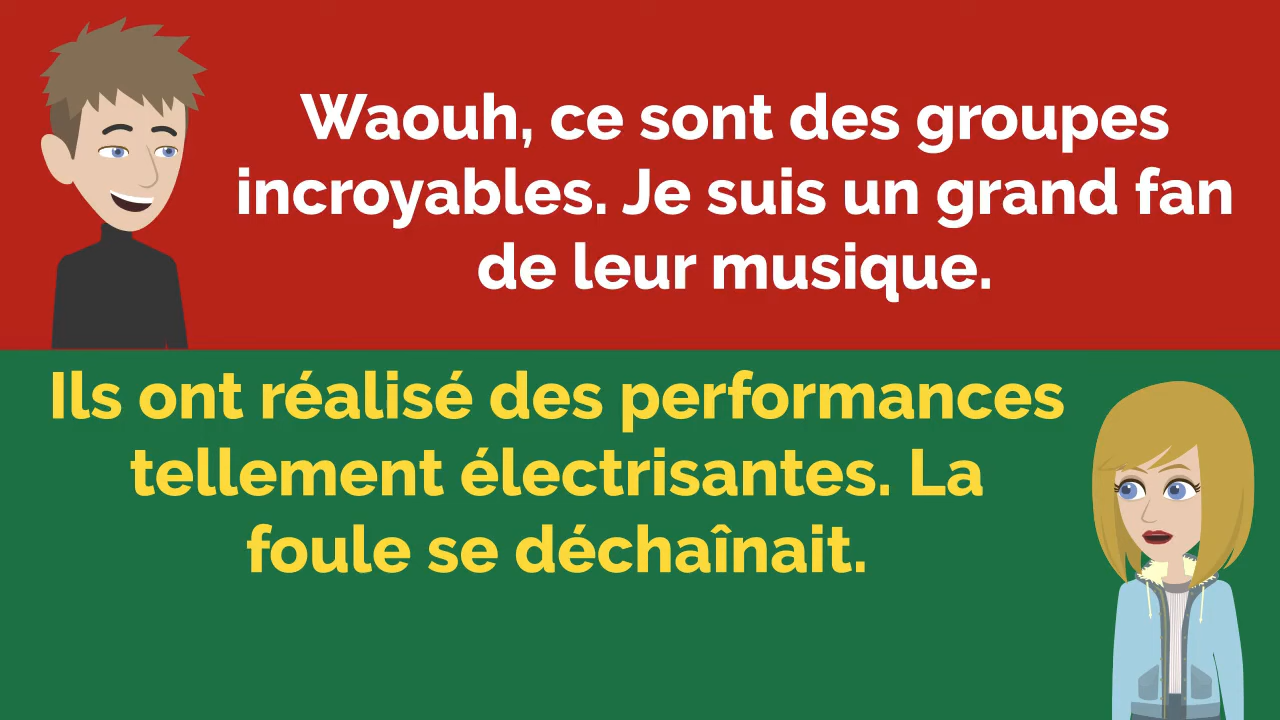 Waouh, ce sont des groupes
incroyables. Je suis un grand fan
de leur musique.
Ils ont réalisé des performances
tellement électrisantes. La
foule se déchaînait.